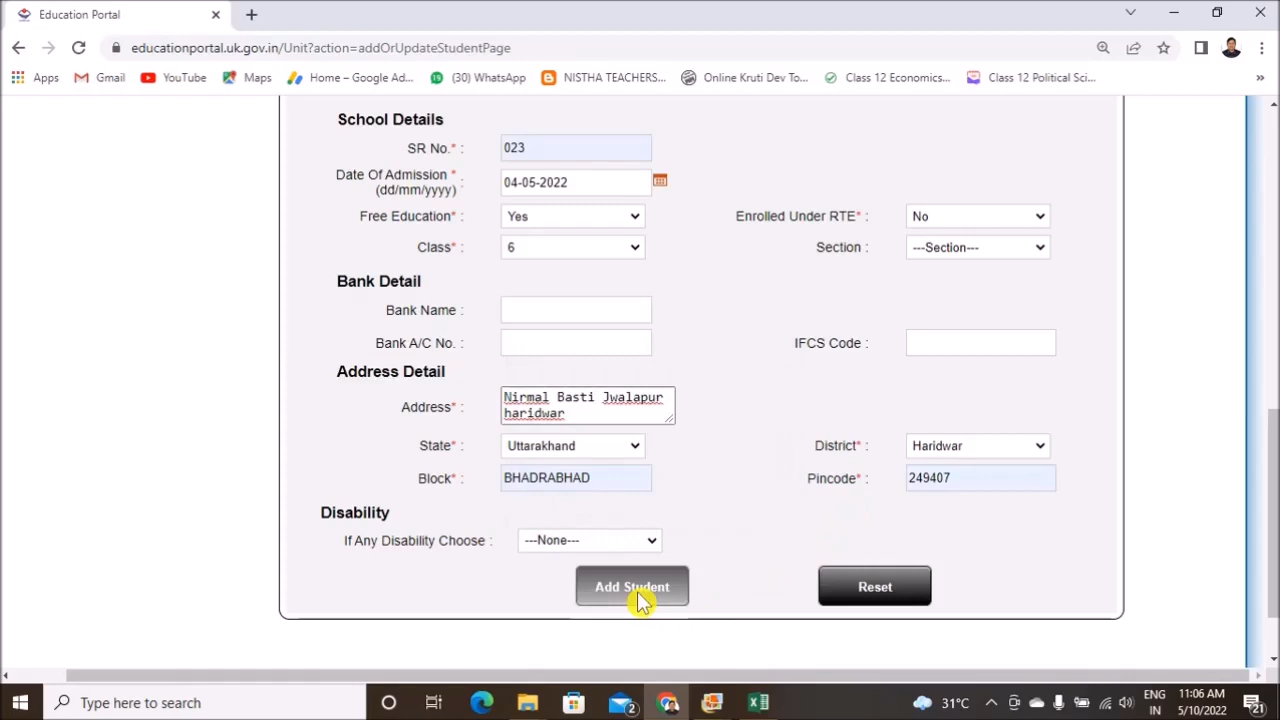 Education Portal
educationportal.uk.gov.in/Unit?action=addOrUpdateStudentPage
Apps
Gmail
YouTube
Maps
Home – Google Ad...
(30) WhatsApp
NISTHA TEACHERS...
Online Kruti Dev To...
Class 12 Economics...
Class 12 Political Sci...
»
School Details
SR No.* : 023
Date Of Admission * : 04-05-2022
(dd/mm/yyyy)
Free Education* : Yes Enrolled Under RTE* : No
Class* : 6 Section : ---Section---
Bank Detail
Bank Name :
Bank A/C No. : IFCS Code :
Address Detail
Address* : Nirmal Basti Jwalapur
haridwar
State* : Uttarakhand District* : Haridwar
Block* : BHADRABHAD Pincode* : 249407
Disability
If Any Disability Choose : ---None---
Add Student Reset
Type here to search
2
31°C
ENG
IN
11:06 AM
5/10/2022
21